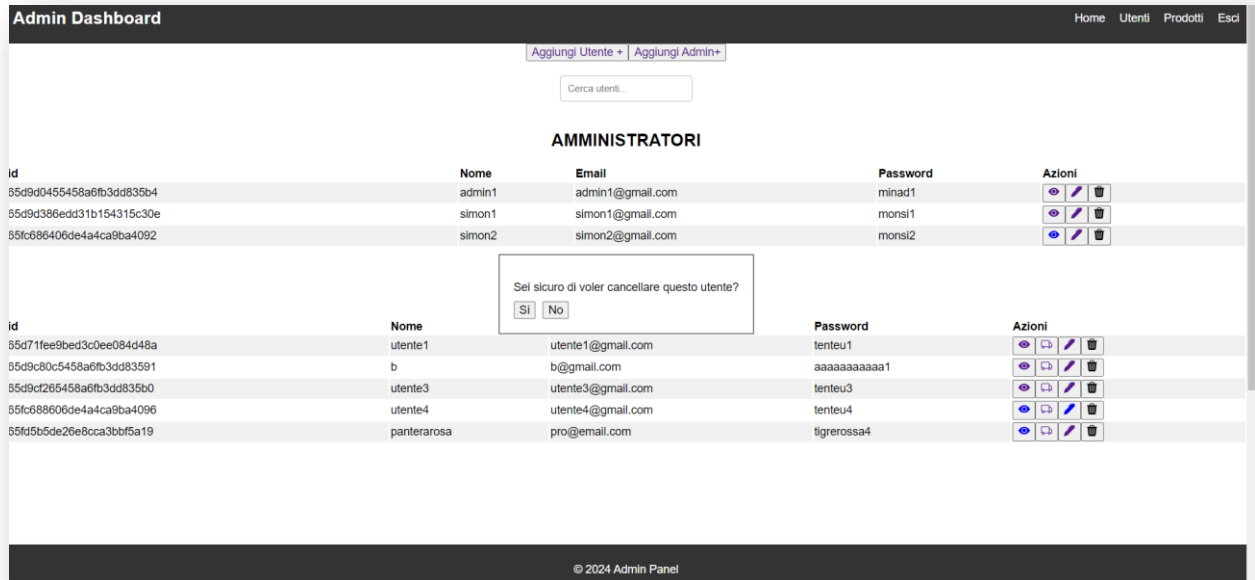 Admin Dashboard Home Utenti Prodotti Esci
Aggiungi Utente + Aggiungi Admin+
Cerca utenti...
AMMINISTRATORI
id Nome Email Password Azioni
65d9d0455458a6fb3dd835b4 admin1 admin1@gmail.com minad1
65d9d386edd31b154315c30e simon1 simon1@gmail.com monsi1
65fc686406de4a4ca9ba4092 simon2 simon2@gmail.com monsi2
Sei sicuro di voler cancellare questo utente?
Sì No
id Nome Password Azioni
65d71fee9bed3c0ee084d48a utente1 utente1@gmail.com tenteu1
65d9c80c5458a6fb3dd83591 b b@gmail.com aaaaaaaaaaa1
65d9cf265458a6fb3dd835b0 utente3 utente3@gmail.com tenteu3
65fc688606de4a4ca9ba4096 utente4 utente4@gmail.com tenteu4
65fd5b5de26e8cca3bbf5a19 panterarosa pro@email.com tigrerossa4
© 2024 Admin Panel